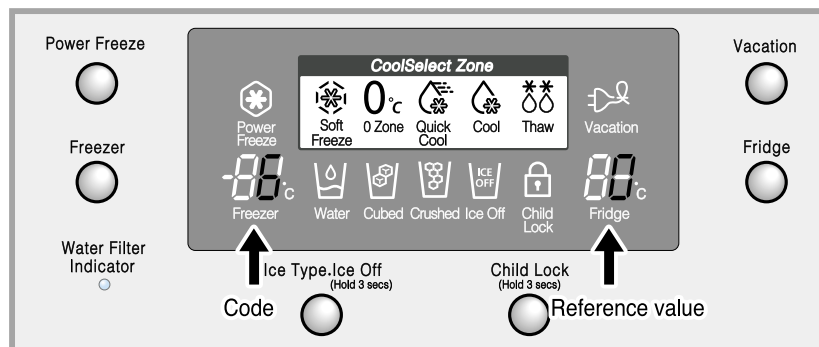 Power Freeze
Vacation
CoolSelect Zone
0°c
Soft
Freeze
0 Zone
Quick
Cool
Cool
Thaw
Power
Freeze
Vacation
Freezer
Fridge
-86°c
ICE
OFF
80°c
Freezer
Water
Cubed
Crushed
Ice Off
Child
Lock
Fridge
Water Filter
Indicator
Ice Type.Ice Off
(Hold 3 secs)
Child Lock
(Hold 3 secs)
Code
Reference value